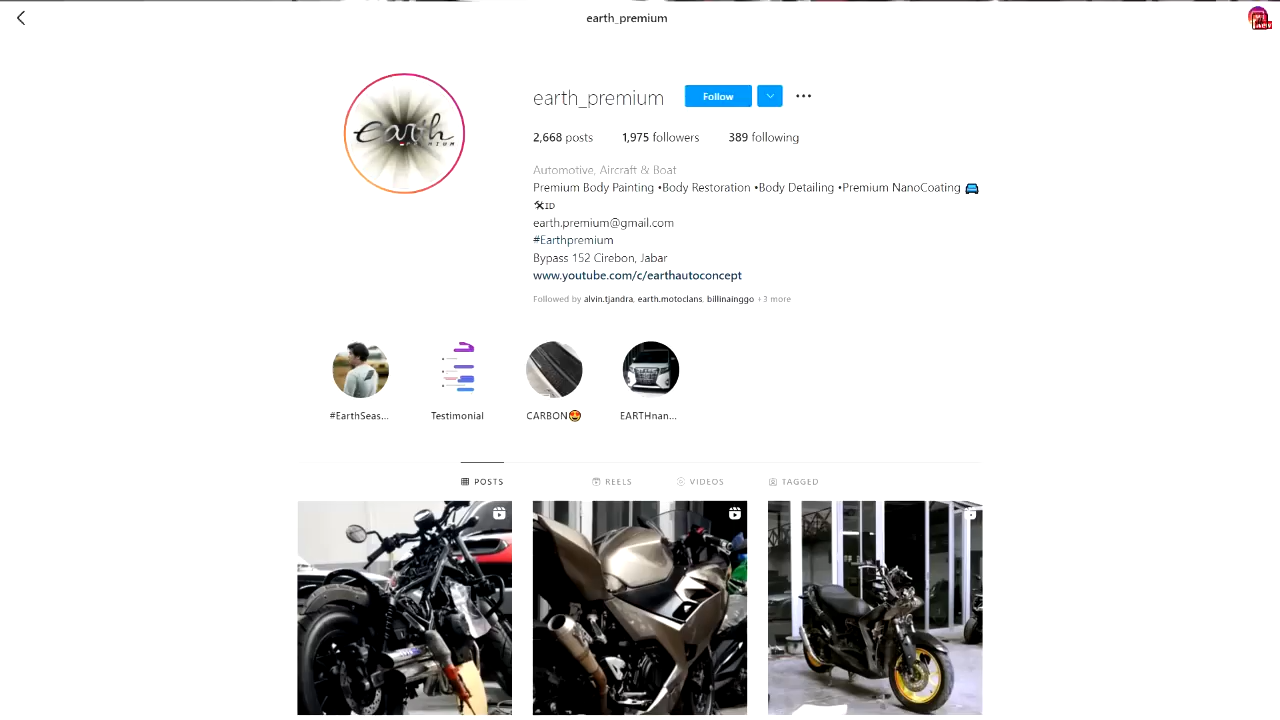 earth_premium
earth_premium Follow
2,668 posts 1,975 followers 389 following
Automotive, Aircraft & Boat
Premium Body Painting •Body Restoration •Body Detailing •Premium NanoCoating 🚘
🛠ID
earth.premium@gmail.com
#Earthpremium
Bypass 152 Cirebon, Jabar
www.youtube.com/c/earthautoconcept
Followed by alvin.tjandra, earth.motoclans, billinainggo + 3 more
earth
PREMIUM
#EarthSeas... Testimonial CARBON🤩 EARTHnan...
POSTS REELS VIDEOS TAGGED